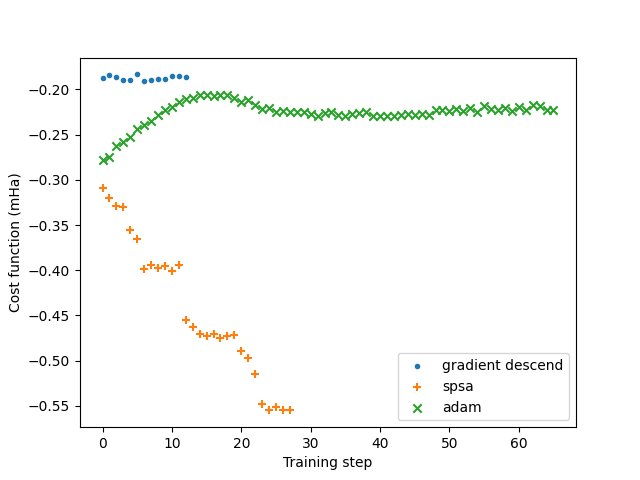 −0.20
−0.25
−0.30
−0.35
−0.40
−0.45
−0.50
−0.55
Cost function (mHa)
gradient descend
spsa
adam
0 10 20 30 40 50 60
Training step